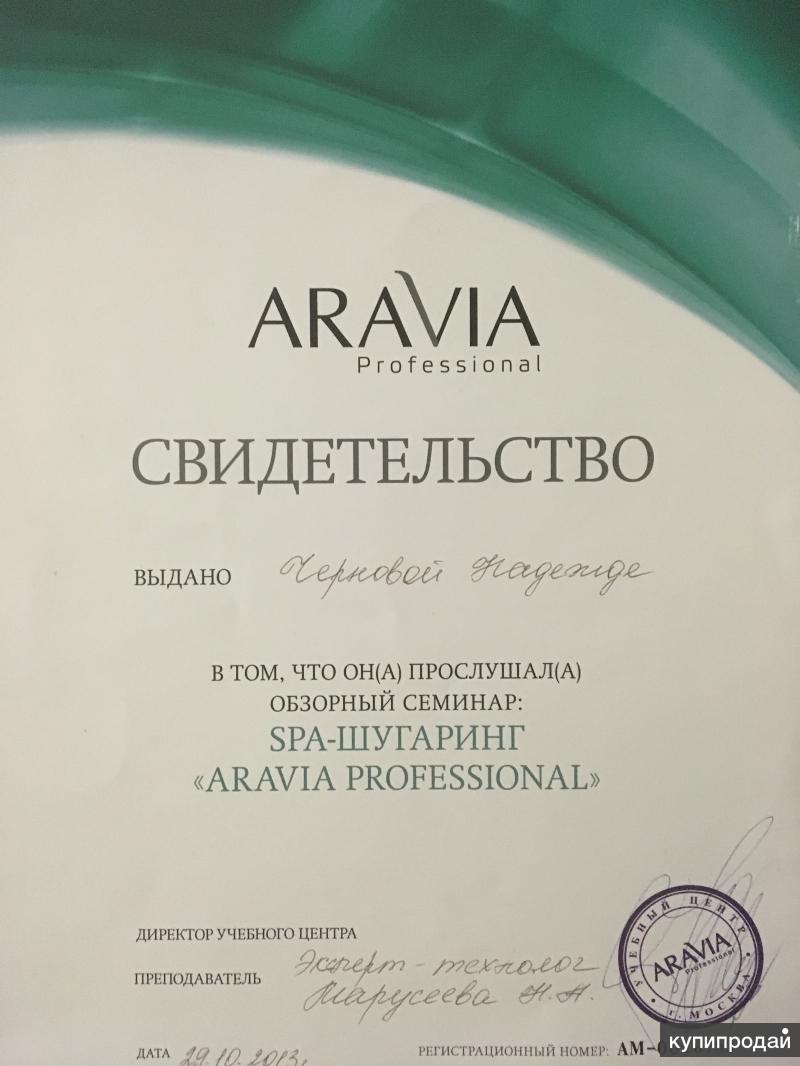 ARAVIA
Professional
СВИДЕТЕЛЬСТВО
ВЫДАНО Черновой Надежде
В ТОМ, ЧТО ОН(А) ПРОСЛУШАЛ(А)
ОБЗОРНЫЙ СЕМИНАР:
SPA-ШУГАРИНГ
«ARAVIA PROFESSIONAL»
ДИРЕКТОР УЧЕБНОГО ЦЕНТРА
ПРЕПОДАВАТЕЛЬ Эксперт-технолог
Марусеева Н.Н.
УЧЕБНЫЙ ЦЕНТР
ARAVIA
Professional
г. МОСКВА
ДАТА 29.10.2013г
РЕГИСТРАЦИОННЫЙ НОМЕР: АМ-
купипродай